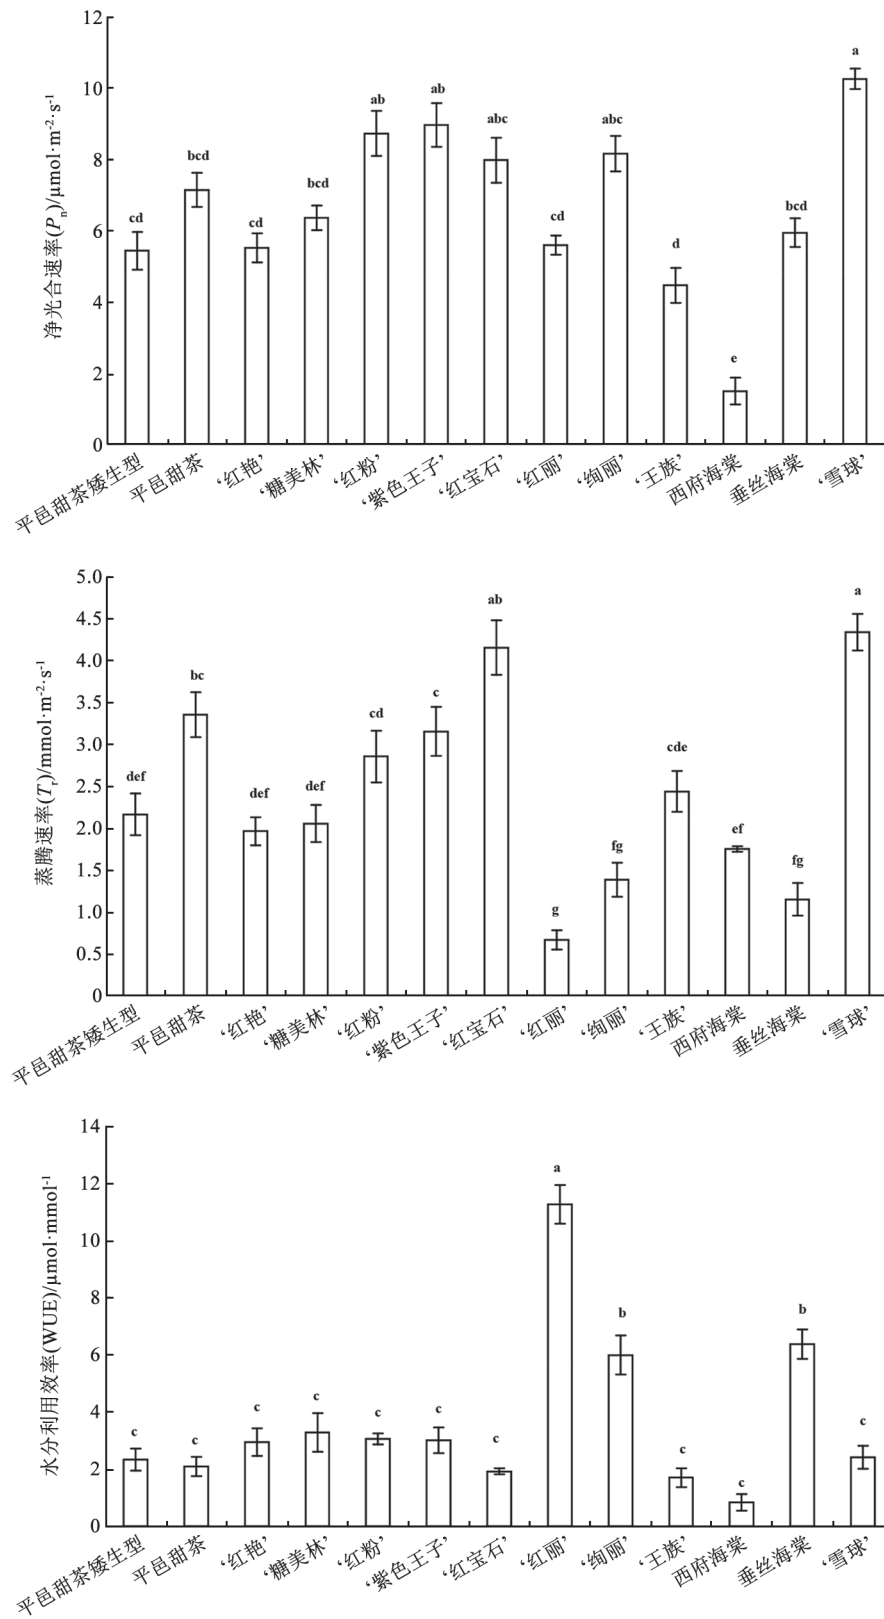 净光合速率(Pn)/μmol·m-2·s-1
12
10
8
6
4
2
0
cd
bcd
cd
bcd
ab
ab
abc
cd
abc
d
e
bcd
a
平邑甜茶矮生型
平邑甜茶
‘红艳’
‘糖美林’
‘红粉’
‘紫色王子’
‘红宝石’
‘红丽’
‘绚丽’
‘王族’
西府海棠
垂丝海棠
‘雪球’
蒸腾速率(Tr)/mmol·m-2·s-1
5.0
4.5
4.0
3.5
3.0
2.5
2.0
1.5
1.0
0.5
0
def
bc
def
def
cd
c
ab
g
fg
cde
ef
fg
a
平邑甜茶矮生型
平邑甜茶
‘红艳’
‘糖美林’
‘红粉’
‘紫色王子’
‘红宝石’
‘红丽’
‘绚丽’
‘王族’
西府海棠
垂丝海棠
‘雪球’
水分利用效率(WUE)/μmol·mmol-1
14
12
10
8
6
4
2
0
c
c
c
c
c
c
c
a
b
c
c
b
c
平邑甜茶矮生型
平邑甜茶
‘红艳’
‘糖美林’
‘红粉’
‘紫色王子’
‘红宝石’
‘红丽’
‘绚丽’
‘王族’
西府海棠
垂丝海棠
‘雪球’